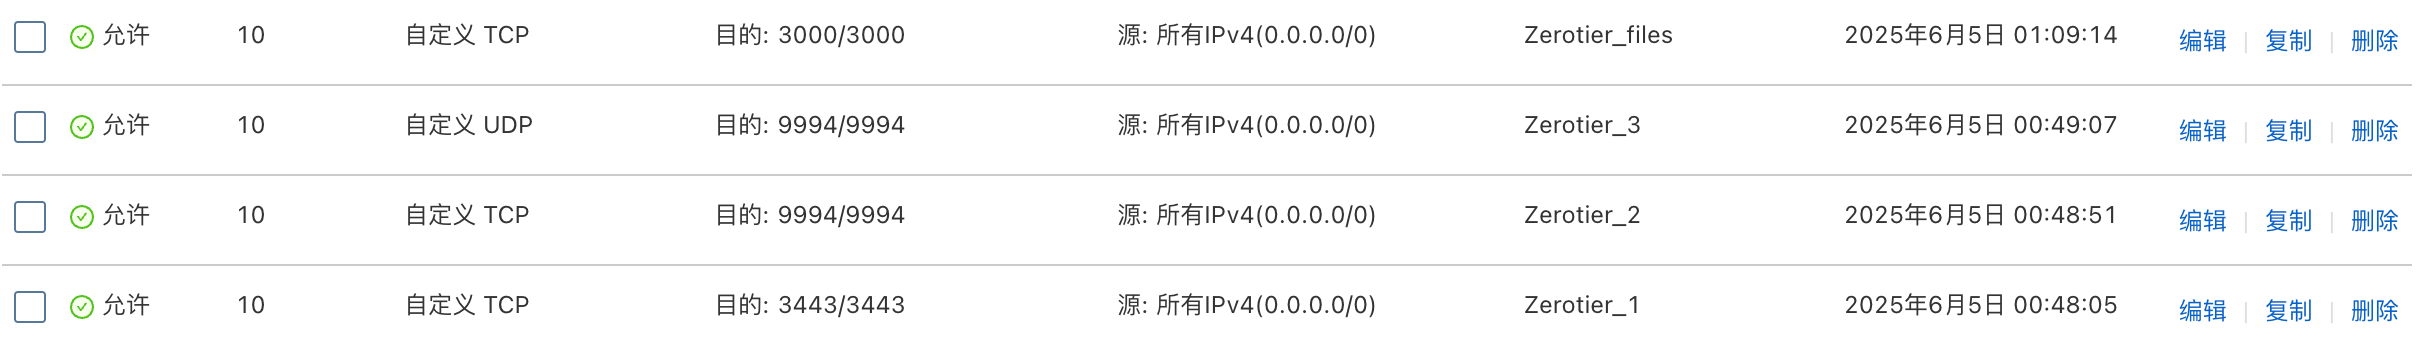 允许 10 自定义 TCP 目的: 3000/3000 源: 所有IPv4(0.0.0.0/0) Zerotier_files 2025年6月5日 01:09:14 编辑 | 复制 | 删除
允许 10 自定义 UDP 目的: 9994/9994 源: 所有IPv4(0.0.0.0/0) Zerotier_3 2025年6月5日 00:49:07 编辑 | 复制 | 删除
允许 10 自定义 TCP 目的: 9994/9994 源: 所有IPv4(0.0.0.0/0) Zerotier_2 2025年6月5日 00:48:51 编辑 | 复制 | 删除
允许 10 自定义 TCP 目的: 3443/3443 源: 所有IPv4(0.0.0.0/0) Zerotier_1 2025年6月5日 00:48:05 编辑 | 复制 | 删除